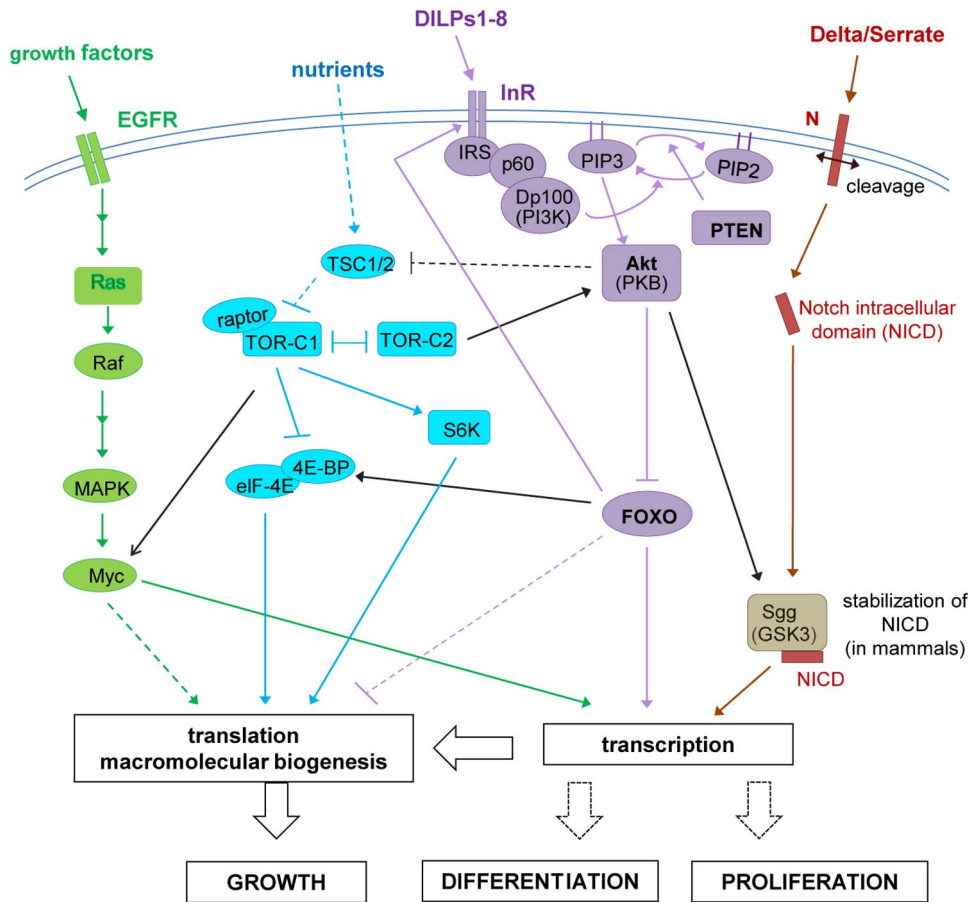 DILPs1-8
growth factors
nutrients
Delta/Serrate
EGFR
InR
N
IRS
p60
PIP3
PIP2
cleavage
Dp100
(PI3K)
PTEN
TSC1/2
Akt
(PKB)
Ras
Notch intracellular
domain (NICD)
raptor
TOR-C1
TOR-C2
Raf
S6K
4E-BP
eIF-4E
MAPK
FOXO
Myc
Sgg
(GSK3)
stabilization of
NICD
(in mammals)
NICD
translation
macromolecular biogenesis
transcription
GROWTH
DIFFERENTIATION
PROLIFERATION